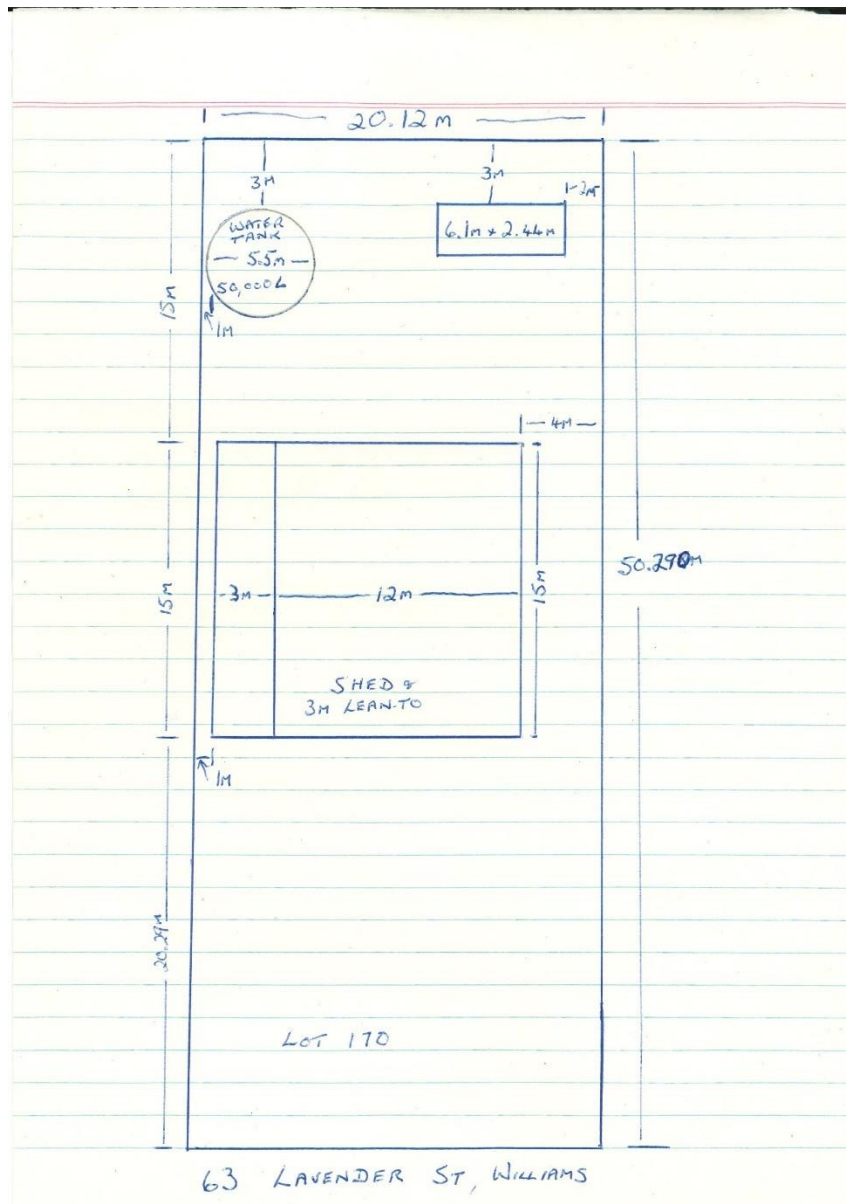 20.12M
3M
3M
2M
WATER
TANK
5.5M
50,000L
6.1M x 2.44M
15M
1M
4M
3M
12M
15M
15M
50.290M
SHED &
3M LEAN-TO
1M
20.29M
LOT 170
63 LAVENDER ST, WILLIAMS